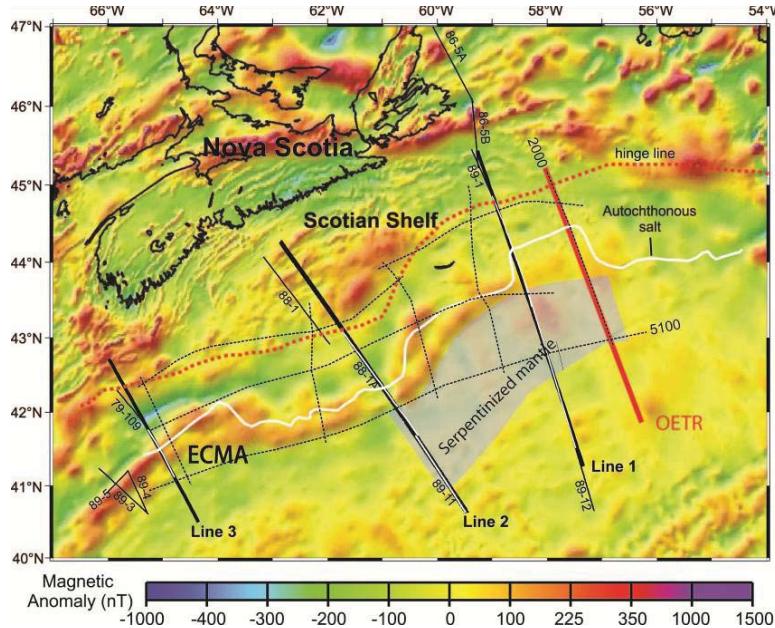 66°W 64°W 62°W 60°W 58°W 56°W 54°W
47°N
46°N
45°N
44°N
43°N
42°N
41°N
40°N
86-5A
86-5B
89-1
2000
hinge line
Nova Scotia
Scotian Shelf
Autochthonous
salt
88-1
88-1A
5100
Serpentinized mantle
79-109
ECMA
OETR
89-5
89-3
89-4
89-11
89-12
Line 1
Line 2
Line 3
Magnetic
Anomaly (nT)
-1000 -400 -300 -200 -100 0 100 225 350 1000 1500